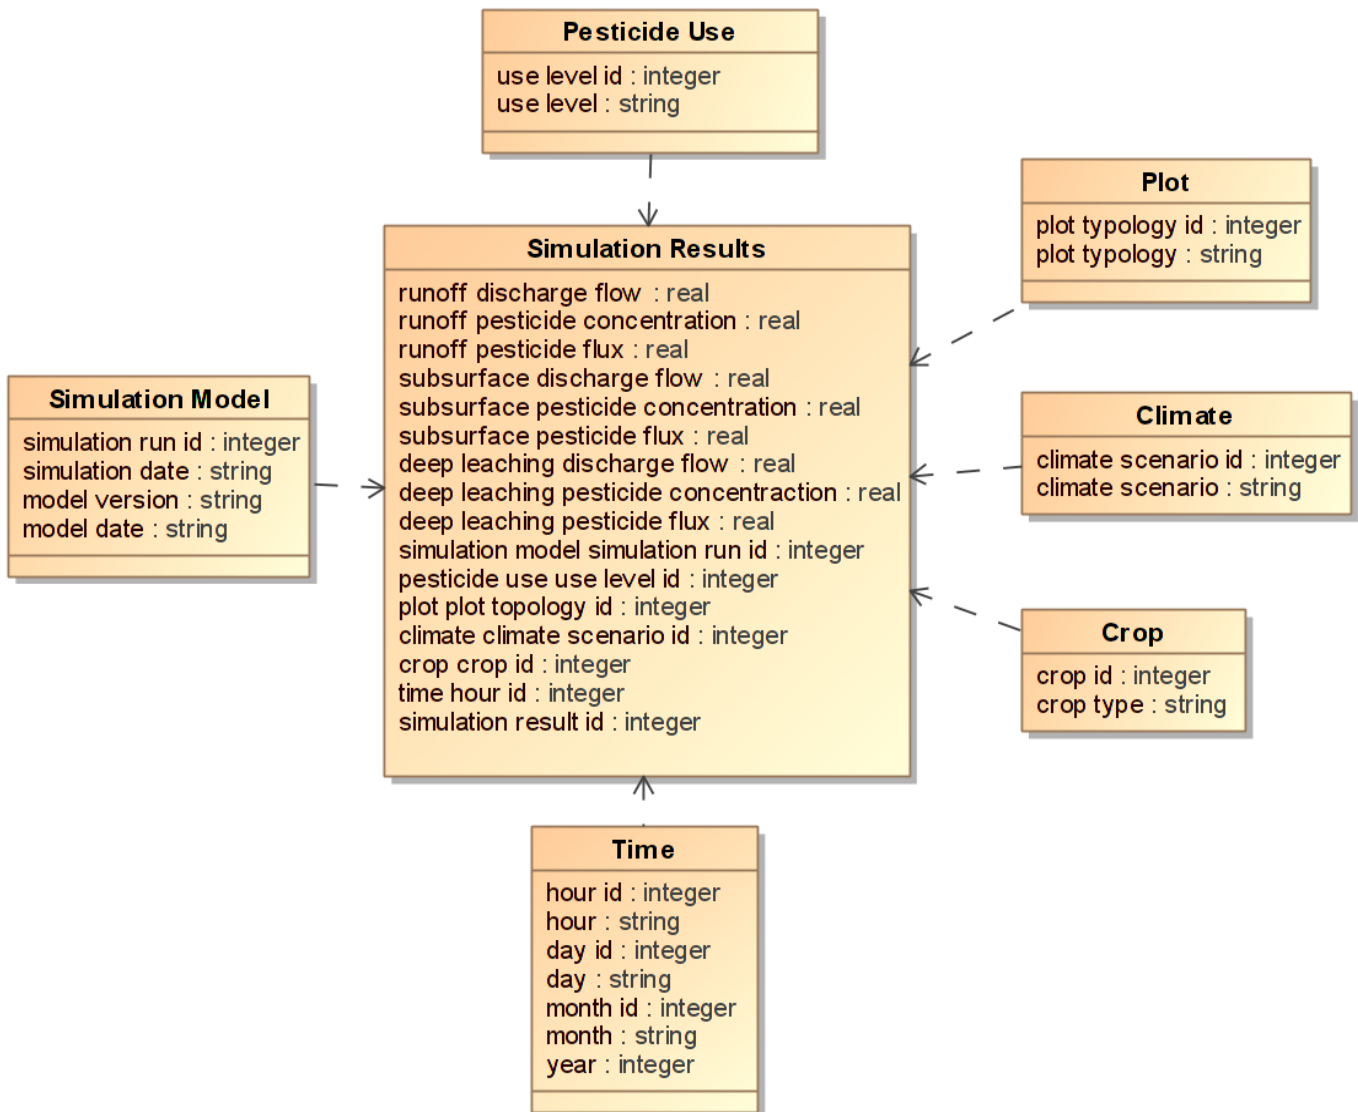 Pesticide Use
use level id : integer
use level : string
Plot
plot typology id : integer
plot typology : string
Simulation Results
runoff discharge flow : real
runoff pesticide concentration : real
runoff pesticide flux : real
subsurface discharge flow : real
subsurface pesticide concentration : real
subsurface pesticide flux : real
deep leaching discharge flow : real
deep leaching pesticide concentraction : real
deep leaching pesticide flux : real
simulation model simulation run id : integer
pesticide use use level id : integer
plot plot topology id : integer
climate climate scenario id : integer
crop crop id : integer
time hour id : integer
simulation result id : integer
Simulation Model
simulation run id : integer
simulation date : string
model version : string
model date : string
Climate
climate scenario id : integer
climate scenario : string
Crop
crop id : integer
crop type : string
Time
hour id : integer
hour : string
day id : integer
day : string
month id : integer
month : string
year : integer